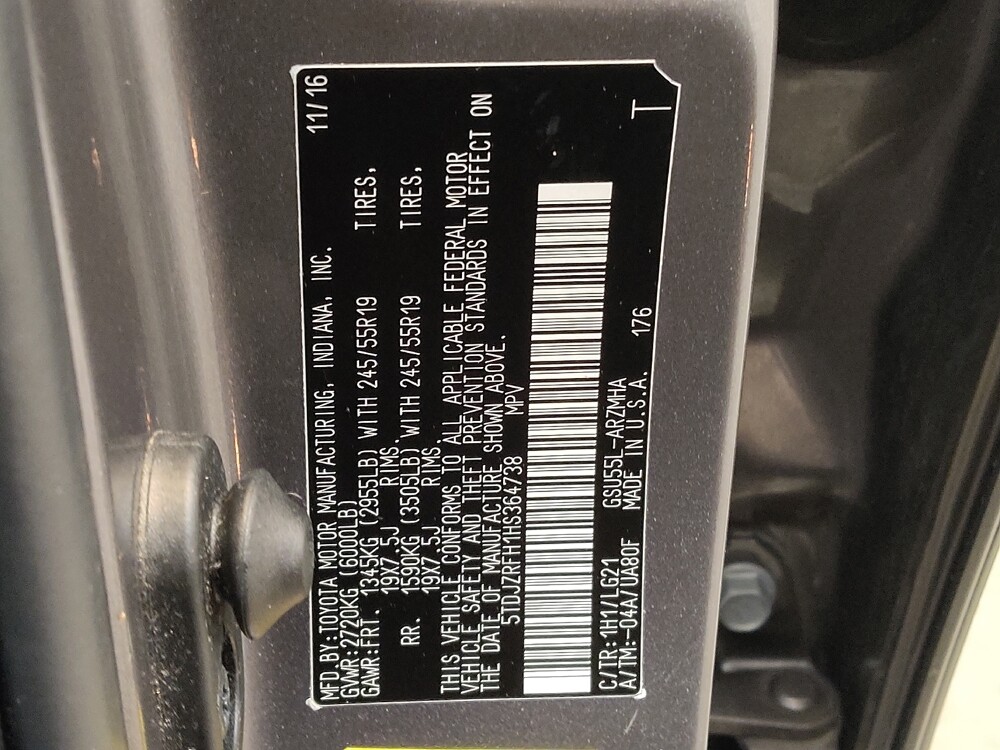 MFD.BY:TOYOTA MOTOR MANUFACTURING, INDIANA, INC. 11/16
GVWR:2720KG(6000LB)
GAWR:FRT. 1345KG (2955LB) WITH 245/55R19 TIRES,
19X7.5J RIMS,
RR. 1590KG (3505LB) WITH 245/55R19 TIRES,
19X7.5J RIMS
THIS VEHICLE CONFORMS TO ALL APPLICABLE FEDERAL MOTOR
VEHICLE SAFETY AND THEFT PREVENTION STANDARDS IN EFFECT ON
THE DATE OF MANUFACTURE SHOWN ABOVE.
5TDJZRFH1HS364738 MPV
C/TR:1H1/LG21 GSU55L-ARZMHA
A/TM:-04A/UA80F MADE IN U.S.A. 176 T